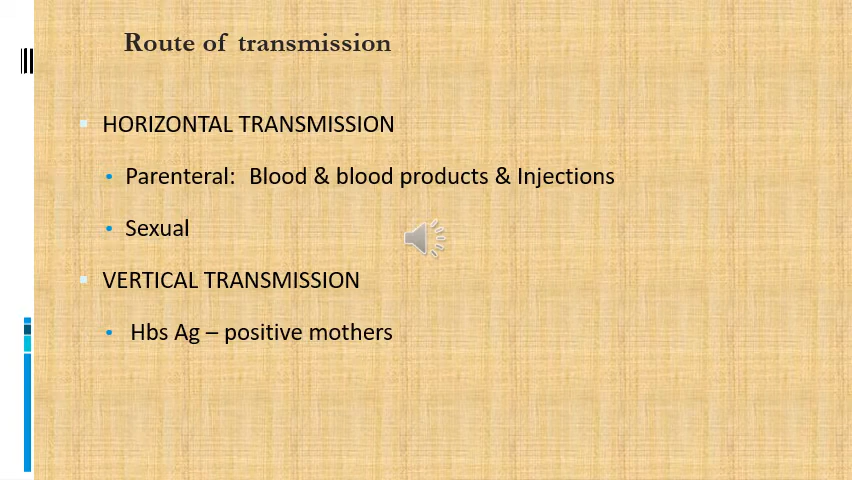 Route of transmission
HORIZONTAL TRANSMISSION
Parenteral: Blood & blood products & Injections
Sexual
VERTICAL TRANSMISSION
Hbs Ag – positive mothers